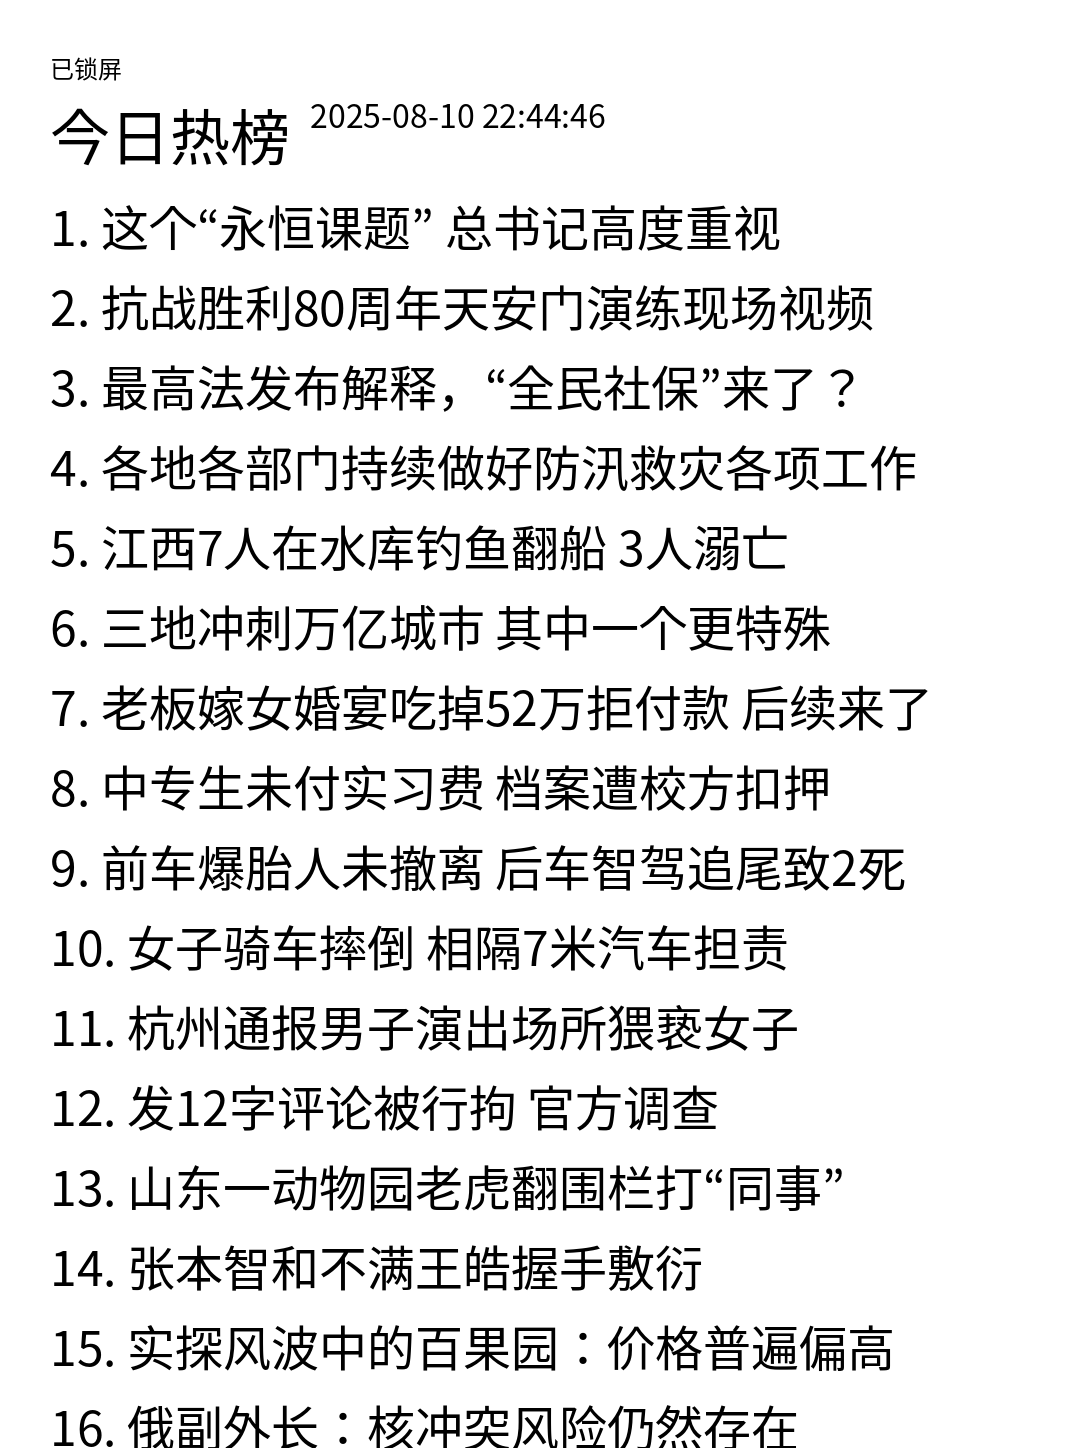 已锁屏
今日热榜 2025-08-10 22:44:46
1. 这个“永恒课题” 总书记高度重视
2. 抗战胜利80周年天安门演练现场视频
3. 最高法发布解释，“全民社保”来了？
4. 各地各部门持续做好防汛救灾各项工作
5. 江西7人在水库钓鱼翻船 3人溺亡
6. 三地冲刺万亿城市 其中一个更特殊
7. 老板嫁女婚宴吃掉52万拒付款 后续来了
8. 中专生未付实习费 档案遭校方扣押
9. 前车爆胎人未撤离 后车智驾追尾致2死
10. 女子骑车摔倒 相隔7米汽车担责
11. 杭州通报男子演出场所猥亵女子
12. 发12字评论被行拘 官方调查
13. 山东一动物园老虎翻围栏打“同事”
14. 张本智和不满王皓握手敷衍
15. 实探风波中的百果园：价格普遍偏高
16. 俄副外长：核冲突风险仍然存在